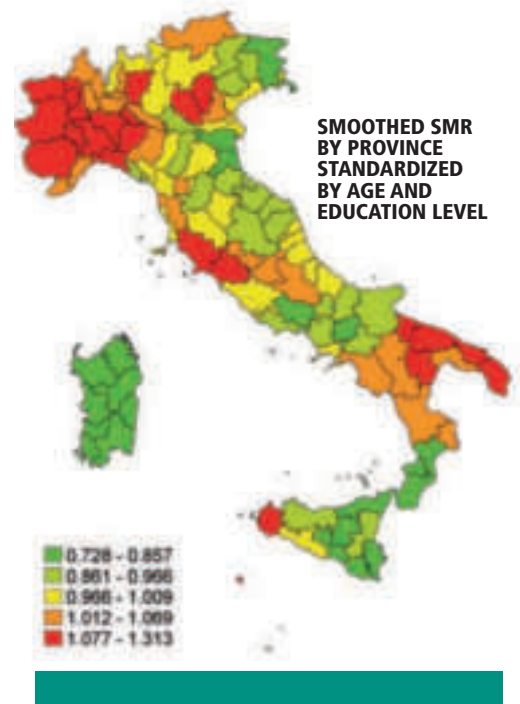 SMOOTHED SMR
BY PROVINCE
STANDARDIZED
BY AGE AND
EDUCATION LEVEL
0.728 - 0.857
0.861 - 0.966
0.966 - 1.009
1.012 - 1.069
1.077 - 1.313